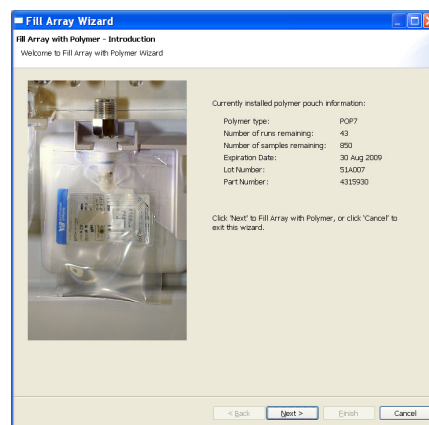 Fill Array Wizard
Fill Array with Polymer - Introduction
Welcome to Fill Array with Polymer Wizard
Currently installed polymer pouch information:
Polymer type: POP7
Number of runs remaining: 43
Number of samples remaining: 850
Expiration Date: 30 Aug 2009
Lot Number: 51A007
Part Number: 4315930
Click 'Next' to Fill Array with Polymer, or click 'Cancel' to
exit this wizard.
< Back Next > Finish Cancel